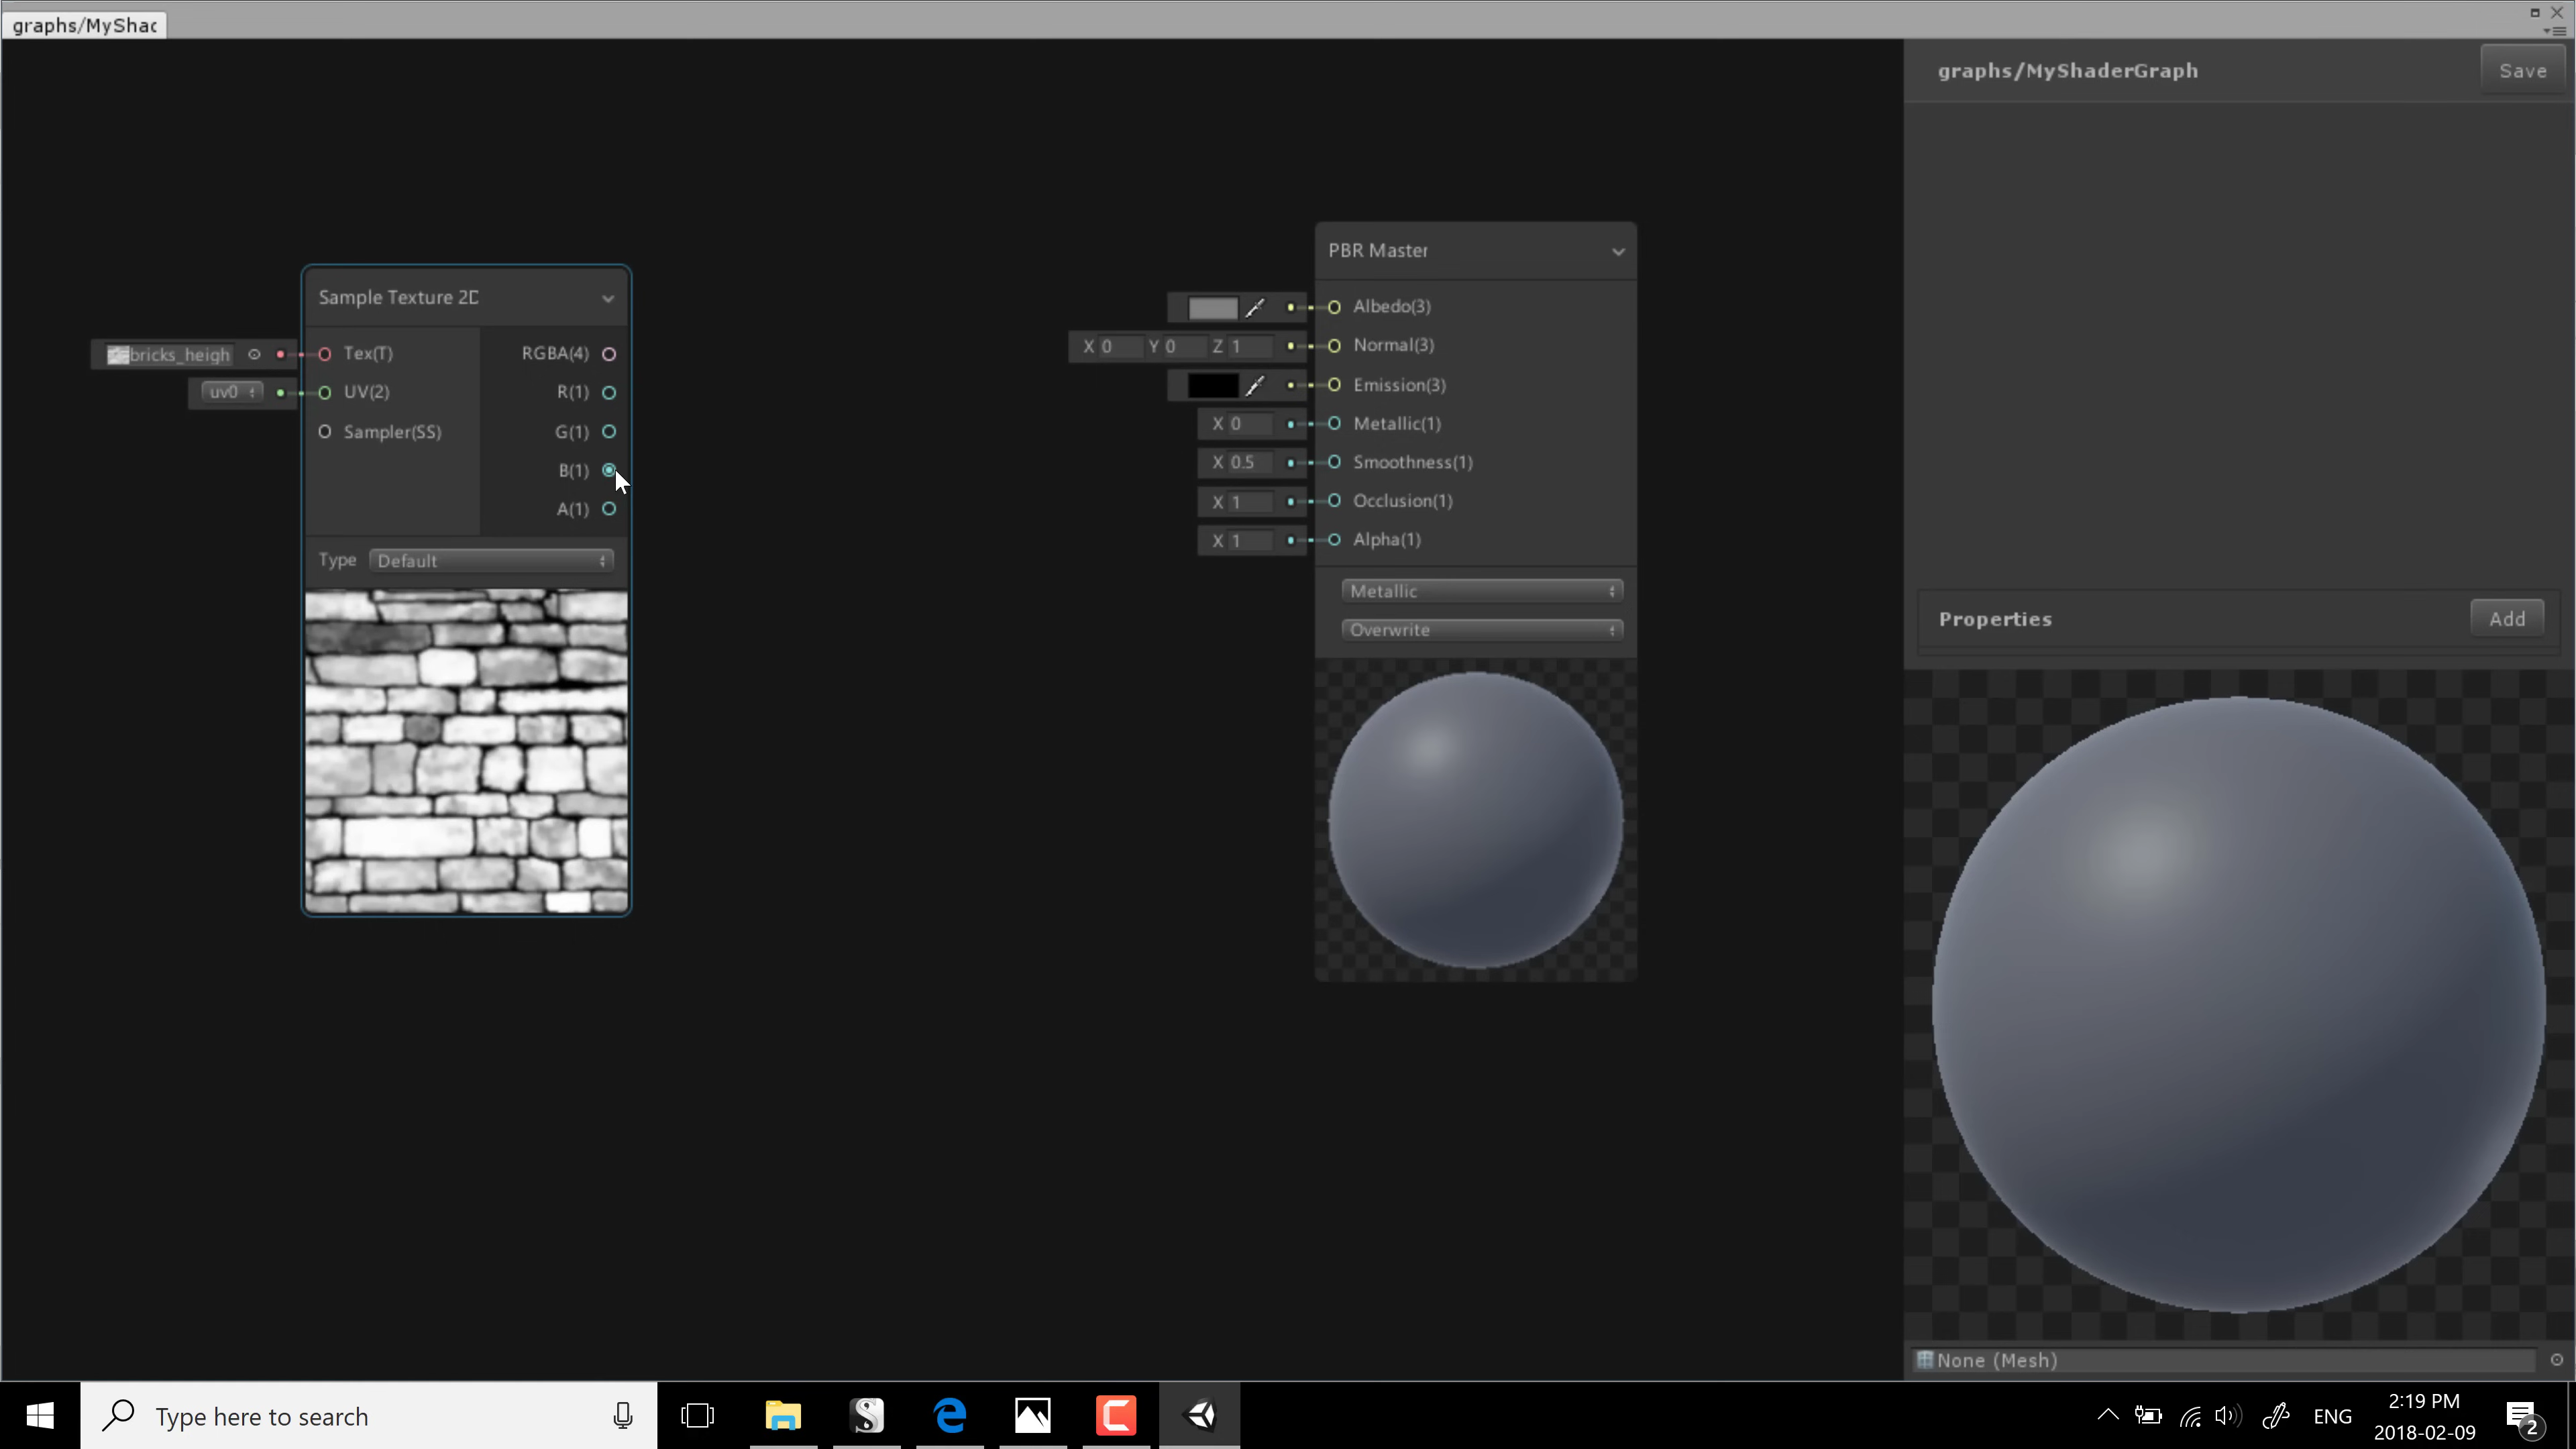 graphs/MyShac
graphs/MyShaderGraph
Save
PBR Master
Albedo(3)
X 0 Y 0 Z 1 Normal(3)
Emission(3)
X 0 Metallic(1)
X 0.5 Smoothness(1)
X 1 Occlusion(1)
X 1 Alpha(1)
Metallic
Overwrite
Sample Texture 2D
bricks_heigh Tex(T) RGBA(4)
uv0 UV(2) R(1)
Sampler(SS) G(1)
B(1)
A(1)
Type Default
Properties Add
None (Mesh)
Type here to search
ENG
2:19 PM
2018-02-09
2